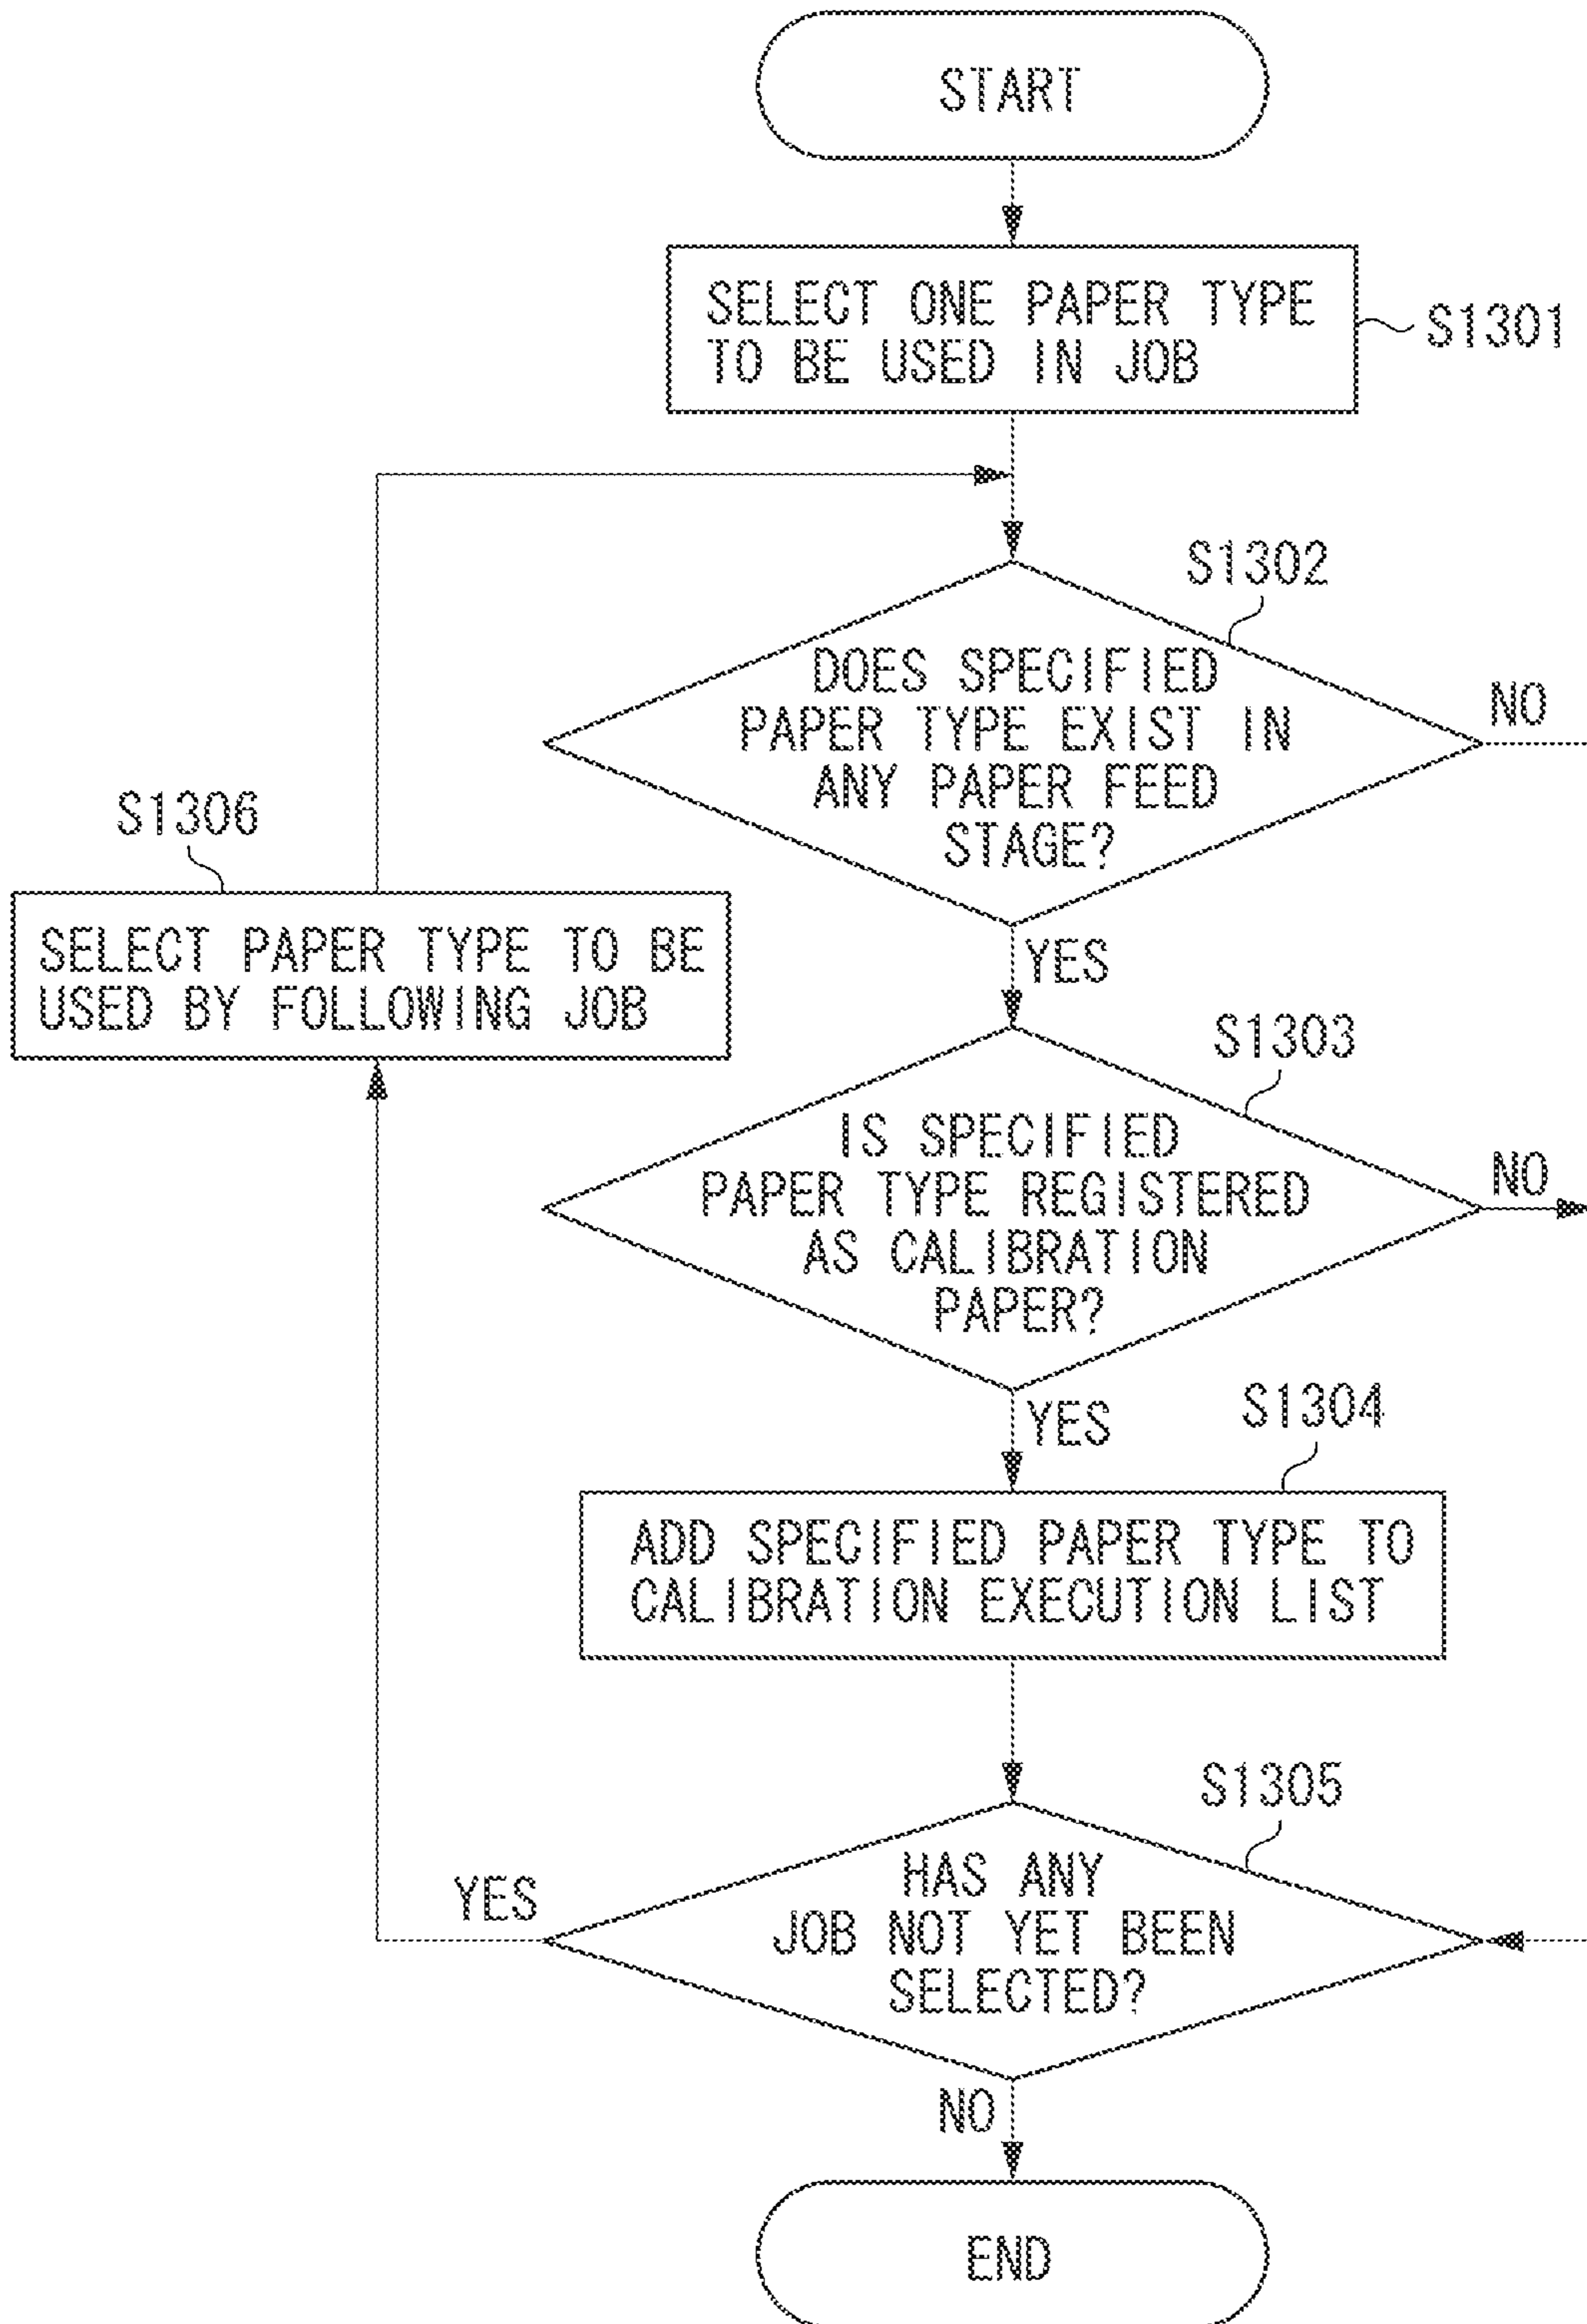 START
SELECT ONE PAPER TYPE
TO BE USED IN JOB
S1301
S1302
DOES SPECIFIED
PAPER TYPE EXIST IN
ANY PAPER FEED
STAGE?
NO
YES
S1306
SELECT PAPER TYPE TO BE
USED BY FOLLOWING JOB
S1303
IS SPECIFIED
PAPER TYPE REGISTERED
AS CALIBRATION
PAPER?
NO
YES
S1304
ADD SPECIFIED PAPER TYPE TO
CALIBRATION EXECUTION LIST
S1305
HAS ANY
JOB NOT YET BEEN
SELECTED?
YES
NO
END